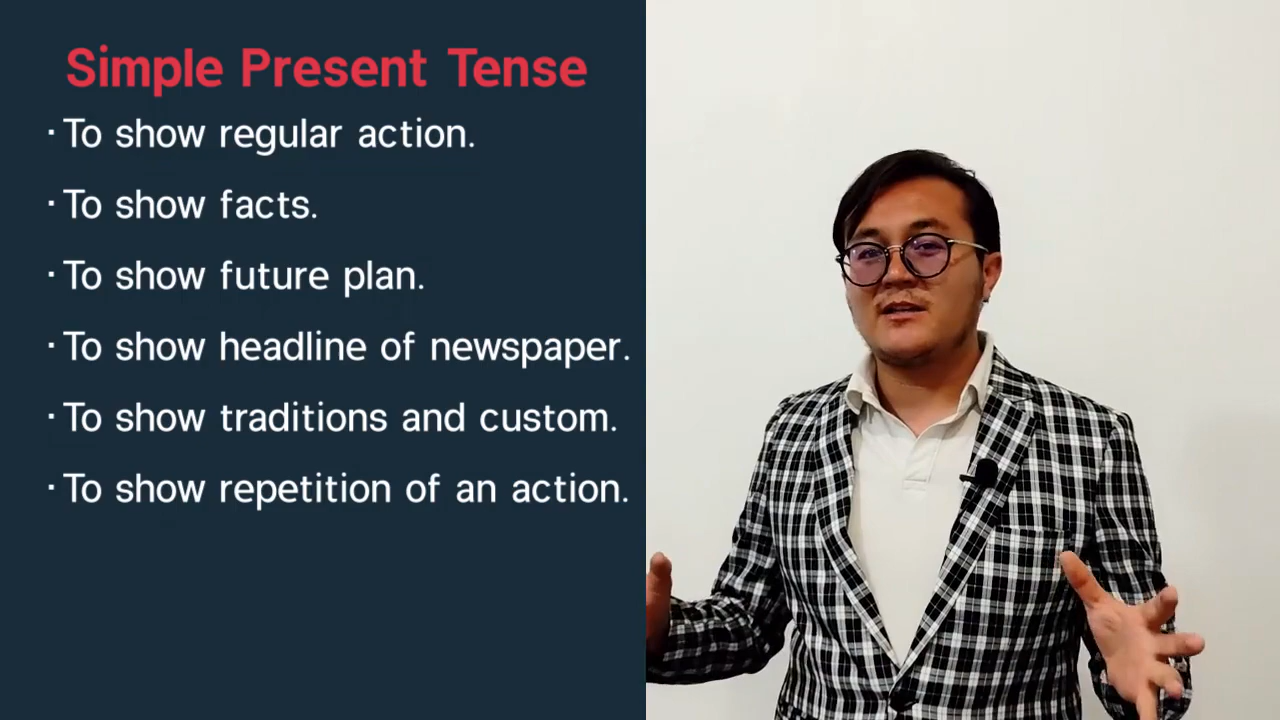 Simple Present Tense
· To show regular action.
· To show facts.
· To show future plan.
· To show headline of newspaper.
· To show traditions and custom.
· To show repetition of an action.